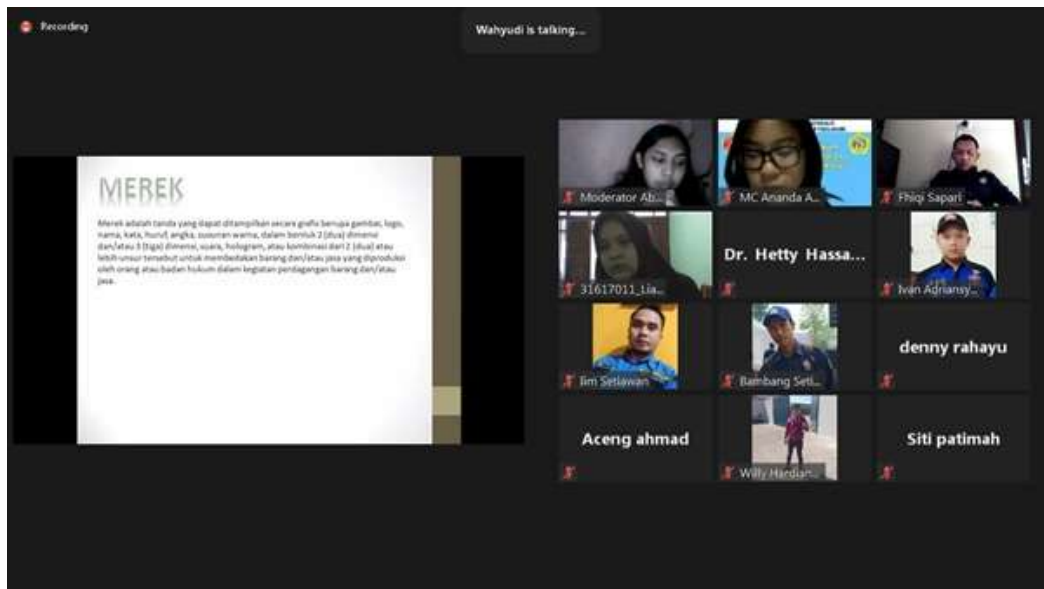 Recording
Wahyudi is talking...
MEREK
Merek adalah tanda yang dapat ditampilkan secara grafis berupa gambar, logo,
nama, kata, huruf, angka, susunan warna, dalam bentuk 2 (dua) dimensi
dan/atau 3 (tiga) dimensi, suara, hologram, atau kombinasi dari 2 (dua) atau
lebih unsur tersebut untuk membedakan barang dan/atau jasa yang diproduksi
oleh orang atau badan hukum dalam kegiatan perdagangan barang dan/atau
jasa.
Moderator Ab...
MC Ananda A...
Fhiqi Sapari
31617011_Lia...
Dr. Hetty Hassa...
Ivan Adriansy...
Iim Setiawan
Bambang Seti...
denny rahayu
Aceng ahmad
Willy Hardian...
Siti patimah